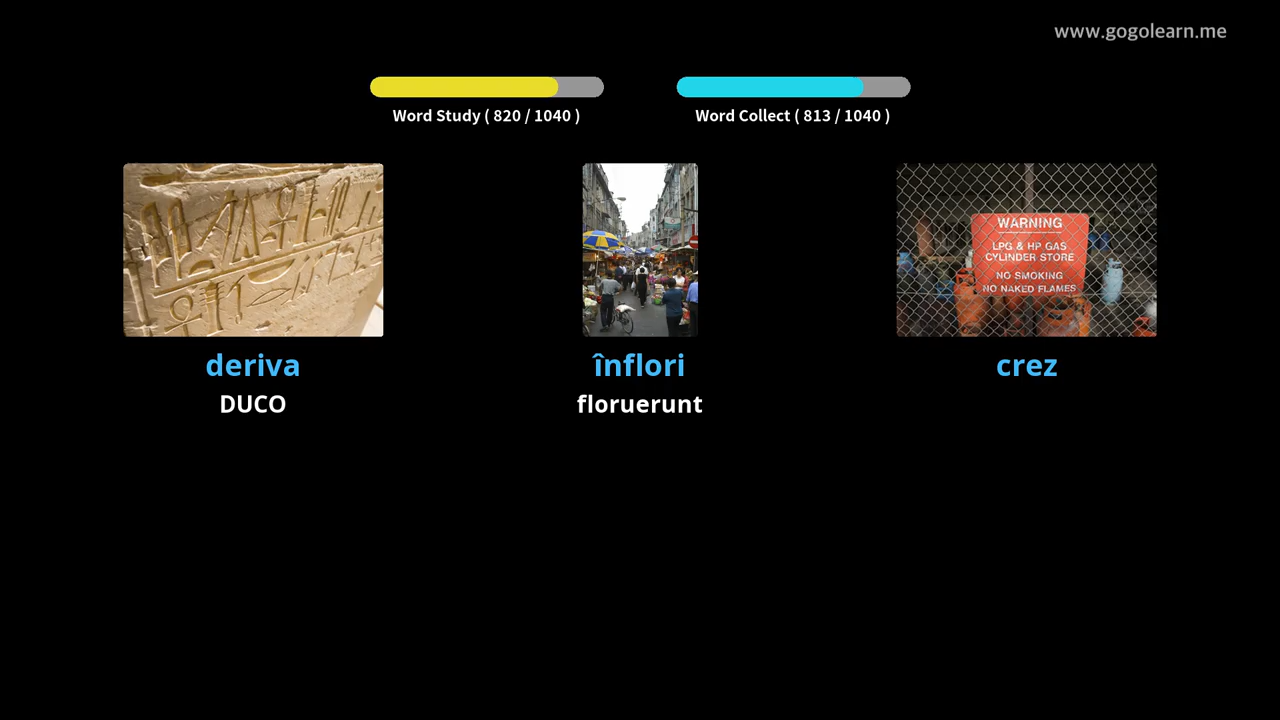 www.gogolearn.me
Word Study ( 820 / 1040 )
Word Collect ( 813 / 1040 )
WARNING
LPG & HP GAS
CYLINDER STORE
NO SMOKING
NO NAKED FLAMES
deriva
înflori
crez
DUCO
floruerunt